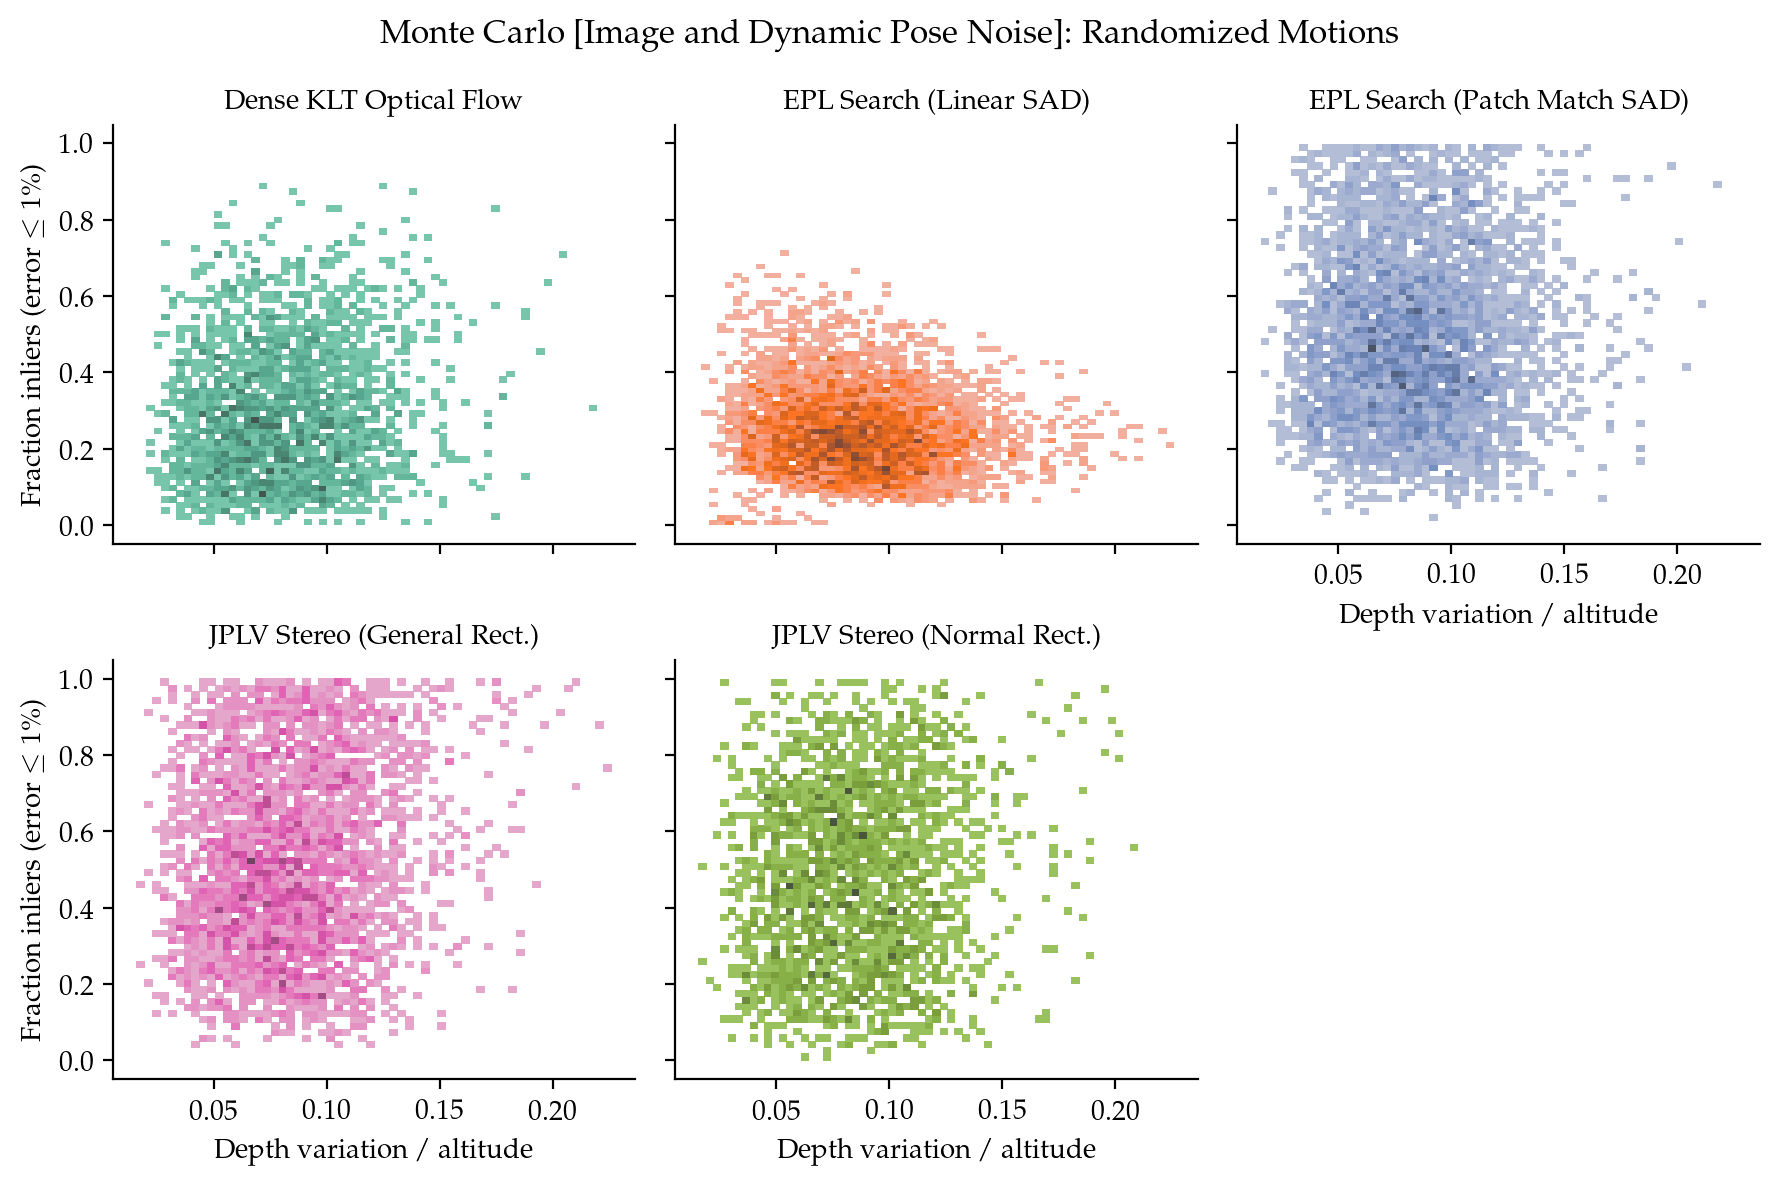 Monte Carlo [Image and Dynamic Pose Noise]: Randomized Motions
Dense KLT Optical Flow
EPL Search (Linear SAD)
EPL Search (Patch Match SAD)
Fraction inliers (error ≤ 1%)
1.0
0.8
0.6
0.4
0.2
0.0
0.05 0.10 0.15 0.20
Depth variation / altitude
JPLV Stereo (General Rect.)
JPLV Stereo (Normal Rect.)
Fraction inliers (error ≤ 1%)
1.0
0.8
0.6
0.4
0.2
0.0
0.05 0.10 0.15 0.20
Depth variation / altitude
0.05 0.10 0.15 0.20
Depth variation / altitude